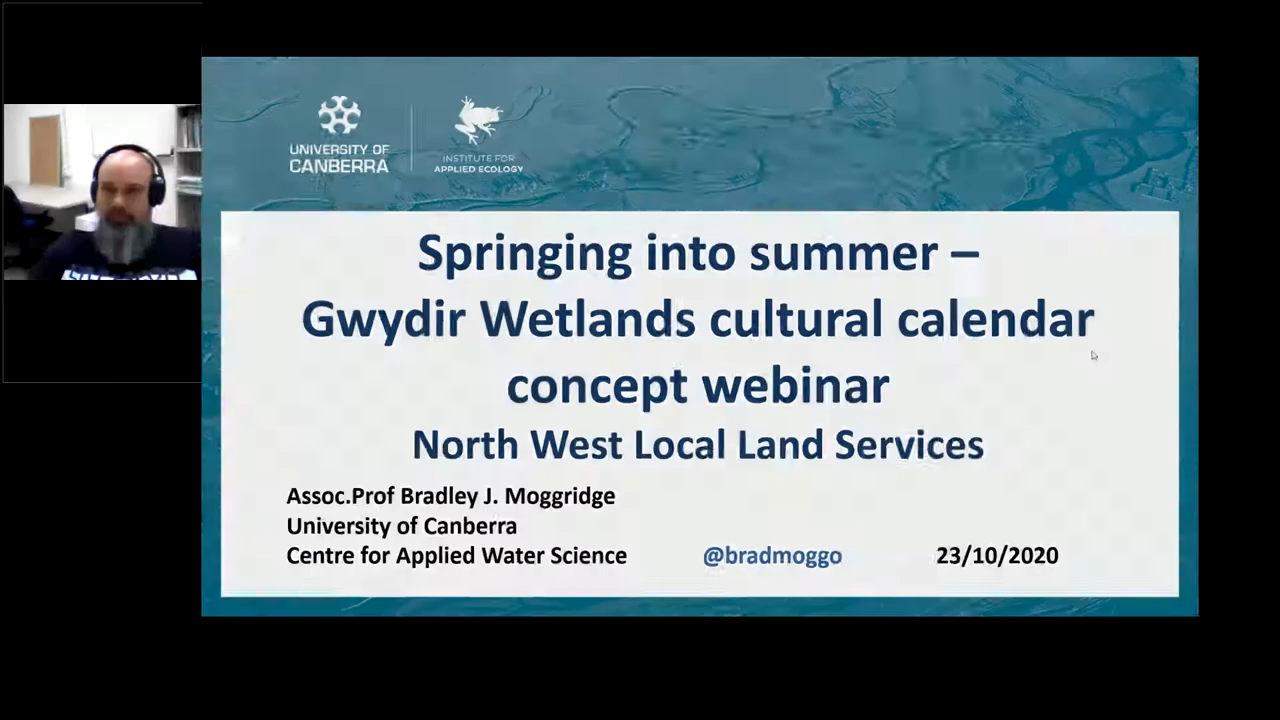 UNIVERSITY OF
CANBERRA
INSTITUTE FOR
APPLIED ECOLOGY
Springing into summer –
Gwydir Wetlands cultural calendar
concept webinar
North West Local Land Services
Assoc.Prof Bradley J. Moggridge
University of Canberra
Centre for Applied Water Science @bradmoggo 23/10/2020